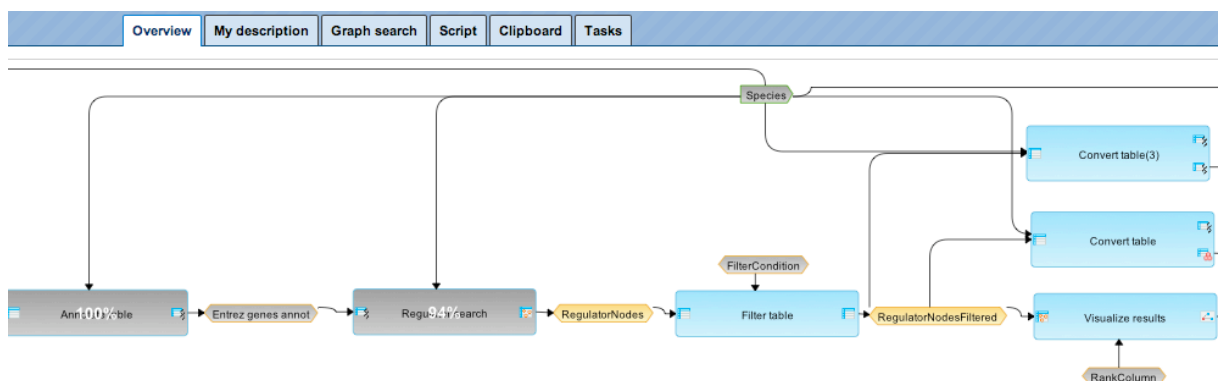 Overview
My description
Graph search
Script
Clipboard
Tasks
Species
Convert table(3)
Convert table
FilterCondition
100%
Entrez genes annot
94%
RegulatorNodes
Filter table
RegulatorNodesFiltered
Visualize results
RankColumn